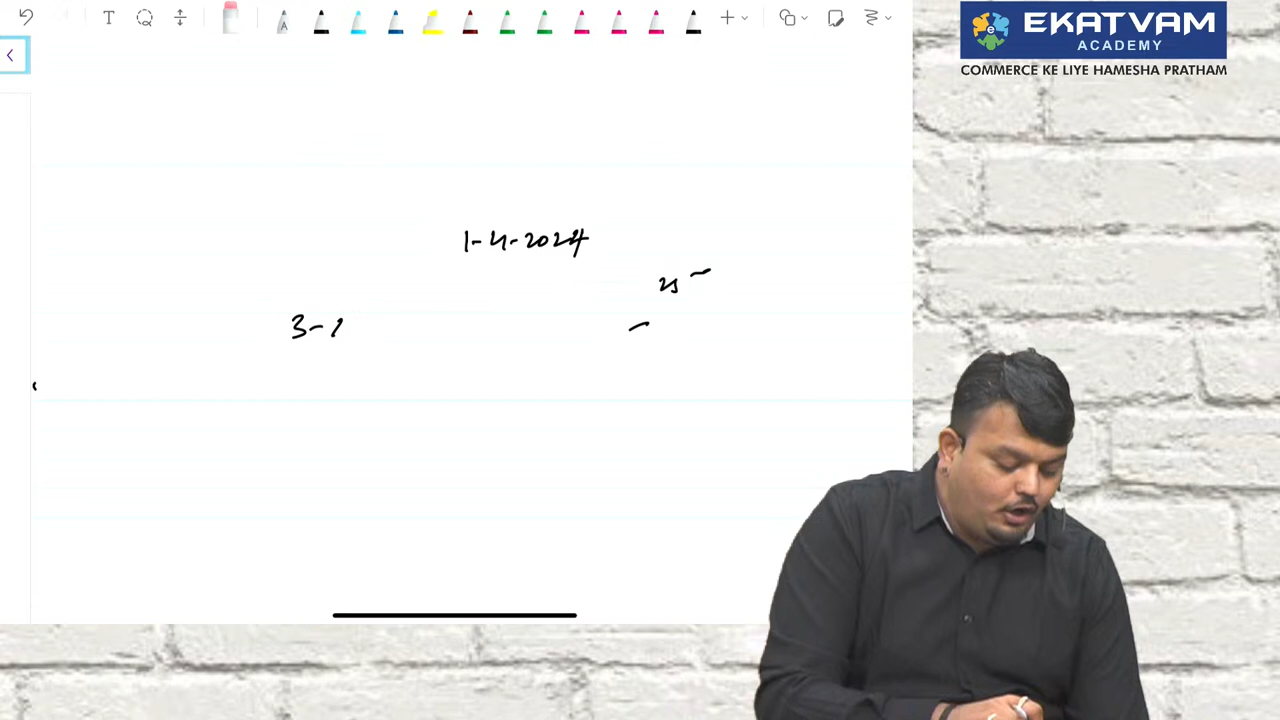 EKATVAM
ACADEMY
COMMERCE KE LIYE HAMESHA PRATHAM
1-4-2024
25
3-1